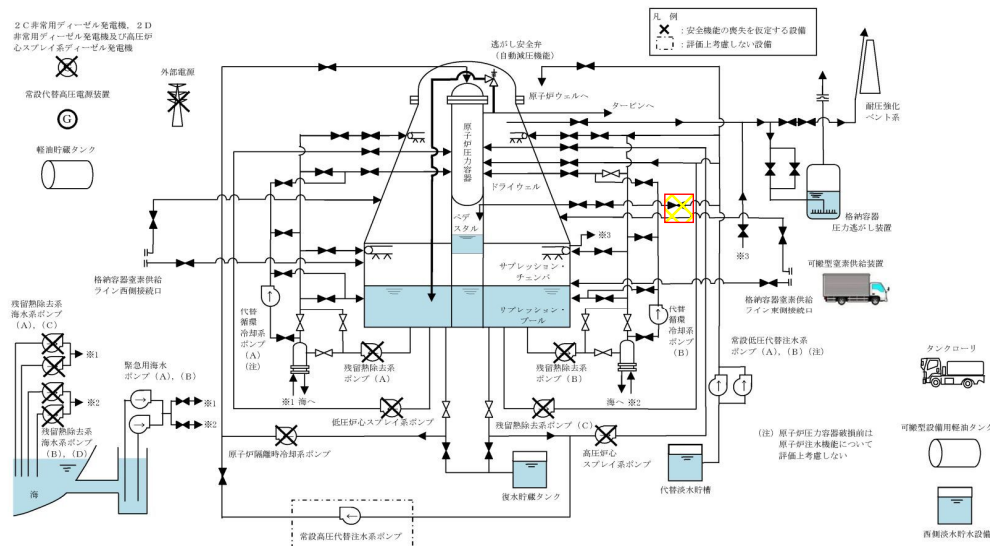 2C非常用ディーゼル発電機，2D
非常用ディーゼル発電機及び高圧炉
心スプレイ系ディーゼル発電機
外部電源
常設代替高圧電源装置
G
軽油貯蔵タンク
凡 例
：安全機能の喪失を仮定する設備
：評価上考慮しない設備
逃がし安全弁
（自動減圧機能）
原子炉ウェルへ
タービンへ
耐圧強化
ベント系
原子炉圧力容器
ドライウェル
格納容器
圧力逃がし装置
ペデ
スタル
※3
※3
サプレッション・
チェンバ
可搬型窒素供給装置
格納容器窒素供給
ライン西側接続口
格納容器窒素供給
ライン東側接続口
リプレッション・
プール
残留熱除去系
海水系ポンプ
（A），（C）
※1
緊急用海水
ポンプ（A），（B）
※2
※1
※2
残留熱除去系
海水系ポンプ
（B），（D）
海
代替
循環
冷却系
ポンプ
（A）
（注）
残留熱除去系
ポンプ（A）
※1 海へ
残留熱除去系
ポンプ（B）
海へ ※2
代替
循環
冷却系
ポンプ
（B）
常設低圧代替注水系
ポンプ（A），（B）（注）
タンクローリ
低圧炉心スプレイ系ポンプ
残留熱除去系ポンプ（C）
原子炉隔離時冷却系ポンプ
高圧炉心
スプレイ系ポンプ
（注）原子炉圧力容器破損前は
原子炉注水機能について
評価上考慮しない
可搬型設備用軽油タンク
復水貯蔵タンク
代替淡水貯槽
常設高圧代替注水系ポンプ
西側淡水貯水設備